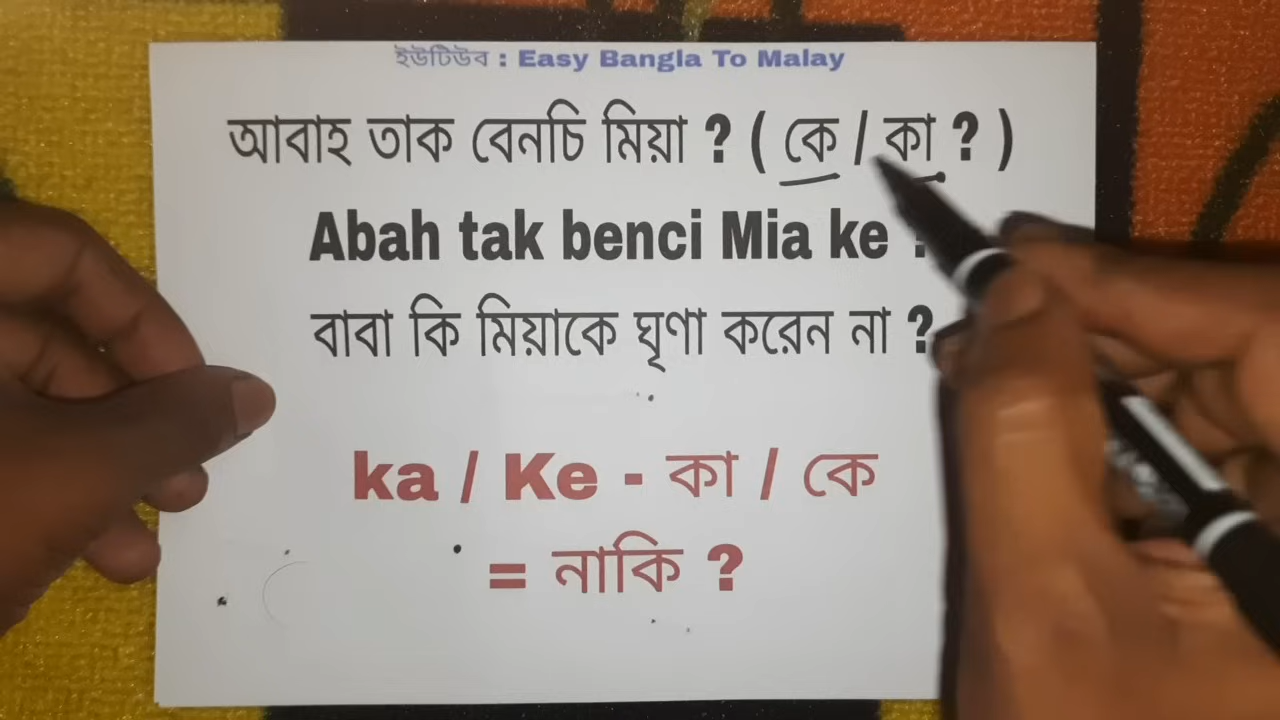 ইউটিউব : Easy Bangla To Malay
আবাহ তাক বেনচি মিয়া ? ( কে / কা ? )
Abah tak benci Mia ke ?
বাবা কি মিয়াকে ঘৃণা করেন না ?
ka / Ke - কা / কে
= নাকি ?